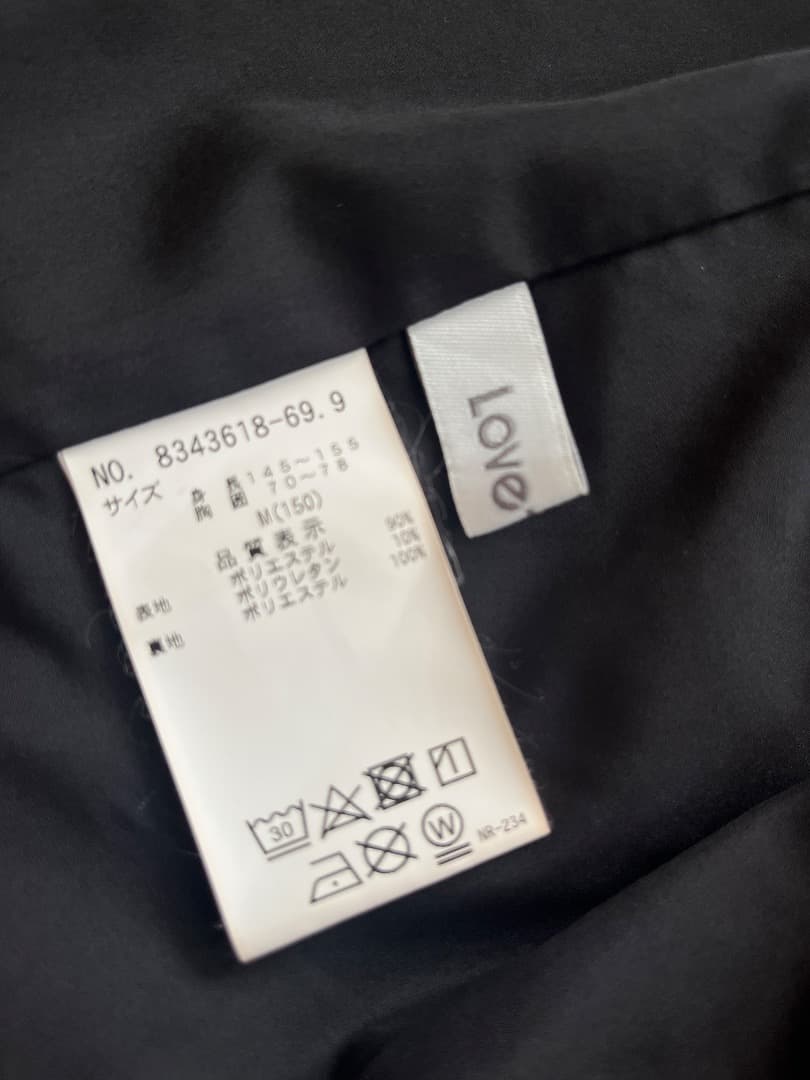 NO. 8343618-69.9
サイズ 身長 145～155
胸囲 70～78
M(150)
品質表示
表地 ポリエステル 90%
ポリウレタン 10%
裏地 ポリエステル 100%
30
1
W
NR-234
Love